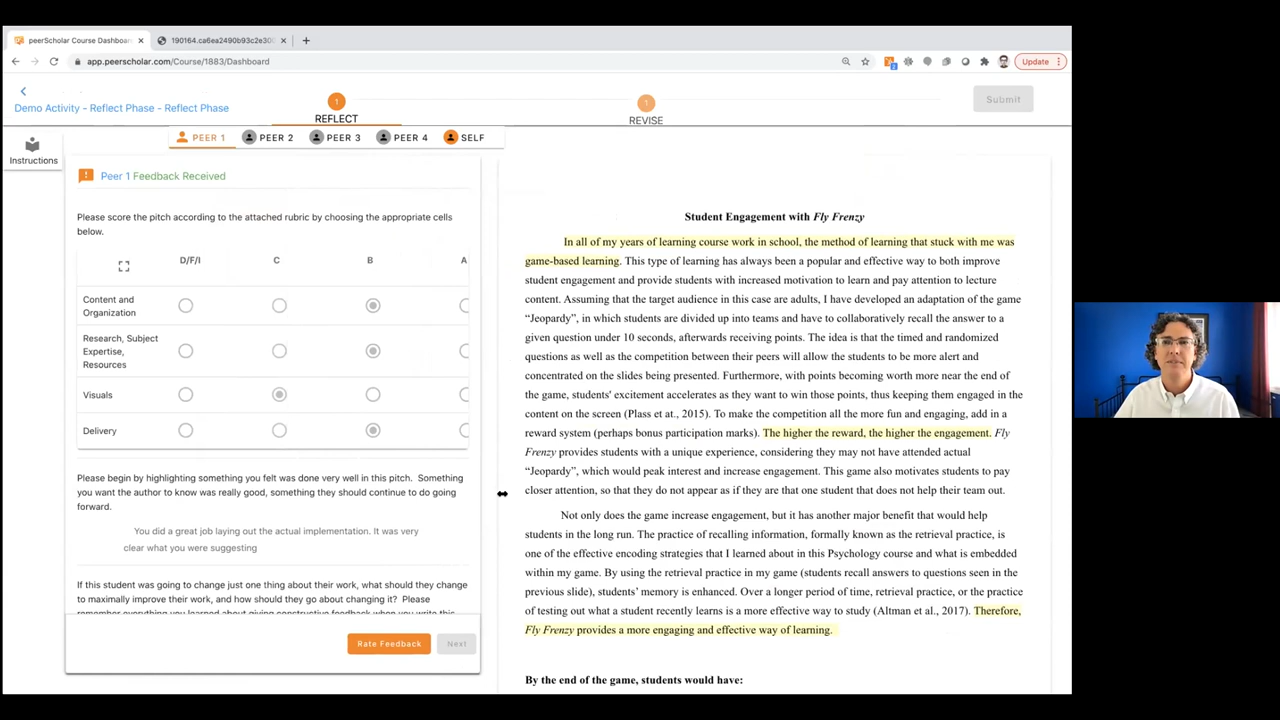 peerScholar Course Dashboar
190164.ca6ea2490b93c2e30
app.peerscholar.com/Course/1883/Dashboard
Update
Demo Activity - Reflect Phase - Reflect Phase
1
REFLECT
1
REVISE
Submit
Instructions
PEER 1
PEER 2
PEER 3
PEER 4
SELF
Peer 1 Feedback Received
Please score the pitch according to the attached rubric by choosing the appropriate cells
below.
D/F/I
C
B
A
Content and
Organization
Research, Subject
Expertise,
Resources
Visuals
Delivery
Please begin by highlighting something you felt was done very well in this pitch. Something
you want the author to know was really good, something they should continue to do going
forward.
You did a great job laying out the actual implementation. It was very
clear what you were suggesting
If this student was going to change just one thing about their work, what should they change
to maximally improve their work, and how should they go about changing it? Please
remember everything you learned about giving constructive feedback when you write this
Rate Feedback
Next
Student Engagement with Fly Frenzy
In all of my years of learning course work in school, the method of learning that stuck with me was
game-based learning. This type of learning has always been a popular and effective way to both improve
student engagement and provide students with increased motivation to learn and pay attention to lecture
content. Assuming that the target audience in this case are adults, I have developed an adaptation of the game
“Jeopardy”, in which students are divided up into teams and have to collaboratively recall the answer to a
given question under 10 seconds, afterwards receiving points. The idea is that the timed and randomized
questions as well as the competition between their peers will allow the students to be more alert and
concentrated on the slides being presented. Furthermore, with points becoming worth more near the end of
the game, students' excitement accelerates as they want to win those points, thus keeping them engaged in the
content on the screen (Plass et at., 2015). To make the competition all the more fun and engaging, add in a
reward system (perhaps bonus participation marks). The higher the reward, the higher the engagement. Fly
Frenzy provides students with a unique experience, considering they may not have attended actual
“Jeopardy”, which would peak interest and increase engagement. This game also motivates students to pay
closer attention, so that they do not appear as if they are that one student that does not help their team out.
Not only does the game increase engagement, but it has another major benefit that would help
students in the long run. The practice of recalling information, formally known as the retrieval practice, is
one of the effective encoding strategies that I learned about in this Psychology course and what is embedded
within my game. By using the retrieval practice in my game (students recall answers to questions seen in the
previous slide), students' memory is enhanced. Over a longer period of time, retrieval practice, or the practice
of testing out what a student recently learns is a more effective way to study (Altman et al., 2017). Therefore,
Fly Frenzy provides a more engaging and effective way of learning.
By the end of the game, students would have: